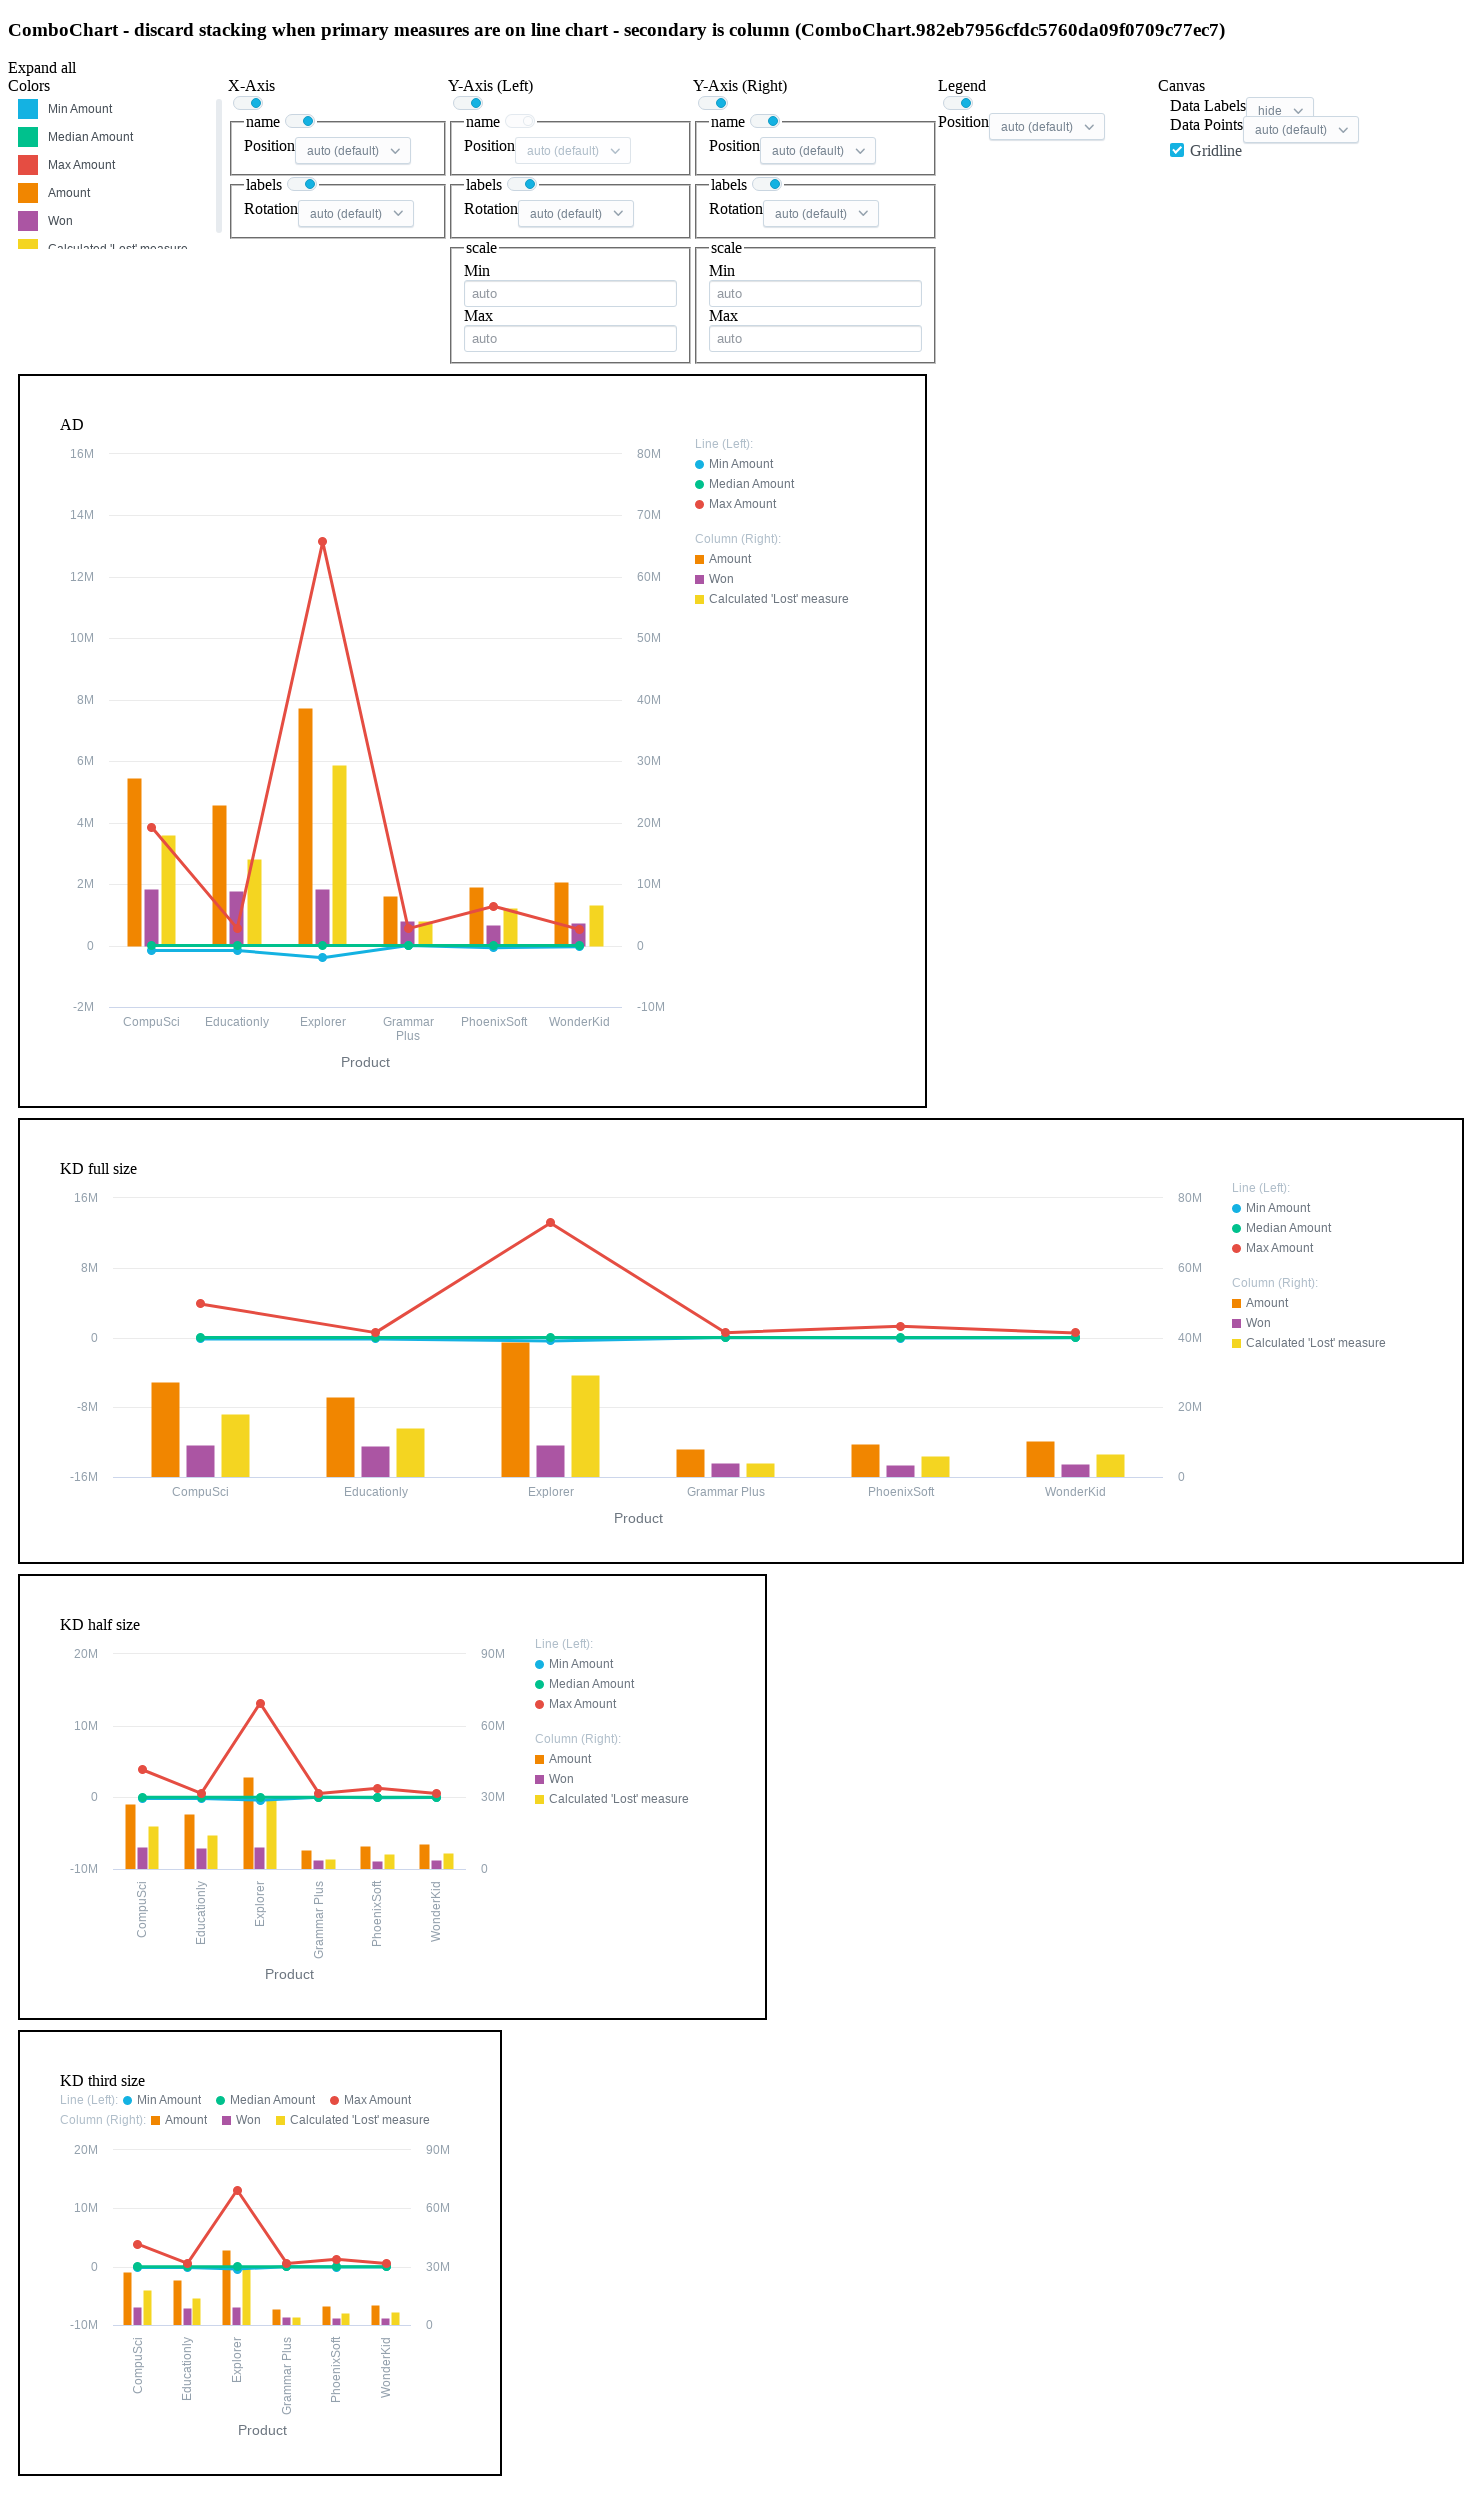 ComboChart - discard stacking when primary measures are on line chart - secondary is column (ComboChart.982eb7956cfdc5760da09f0709c77ec7)
Expand all
Colors
Min Amount
Median Amount
Max Amount
Amount
Won
Calculated 'Lost' measure
X-Axis
name
Position auto (default)
labels
Rotation auto (default)
Y-Axis (Left)
name
Position auto (default)
labels
Rotation auto (default)
scale
Min
auto
Max
auto
Y-Axis (Right)
name
Position auto (default)
labels
Rotation auto (default)
scale
Min
auto
Max
auto
Legend
Position auto (default)
Canvas
Data Labels hide
Data Points auto (default)
Gridline
AD
16M
14M
12M
10M
8M
6M
4M
2M
0
-2M
80M
70M
60M
50M
40M
30M
20M
10M
0
-10M
CompuSci
Educationly
Explorer
Grammar
Plus
PhoenixSoft
WonderKid
Product
Line (Left):
Min Amount
Median Amount
Max Amount
Column (Right):
Amount
Won
Calculated 'Lost' measure
KD full size
16M
8M
0
-8M
-16M
80M
60M
40M
20M
0
CompuSci
Educationly
Explorer
Grammar Plus
PhoenixSoft
WonderKid
Product
Line (Left):
Min Amount
Median Amount
Max Amount
Column (Right):
Amount
Won
Calculated 'Lost' measure
KD half size
20M
10M
0
-10M
90M
60M
30M
0
CompuSci
Educationly
Explorer
Grammar Plus
PhoenixSoft
WonderKid
Product
Line (Left):
Min Amount
Median Amount
Max Amount
Column (Right):
Amount
Won
Calculated 'Lost' measure
KD third size
Line (Left): Min Amount Median Amount Max Amount
Column (Right): Amount Won Calculated 'Lost' measure
20M
10M
0
-10M
90M
60M
30M
0
CompuSci
Educationly
Explorer
Grammar Plus
PhoenixSoft
WonderKid
Product